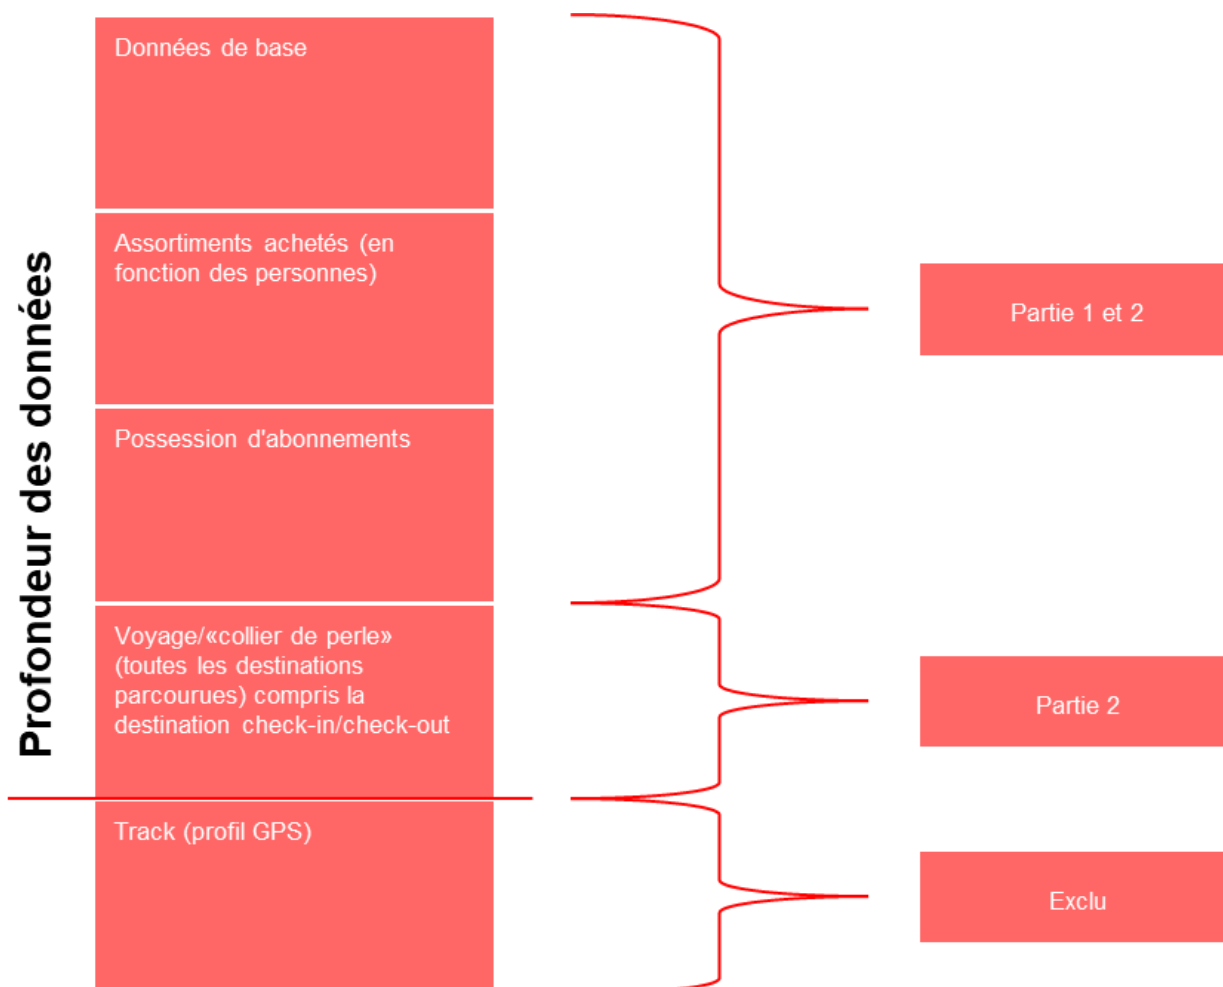 Profondeur des données
Données de base
Assortiments achetés (en
fonction des personnes)
Possession d'abonnements
Voyage/«collier de perle»
(toutes les destinations
parcourues) compris la
destination check-in/check-out
Track (profil GPS)
Partie 1 et 2
Partie 2
Exclu